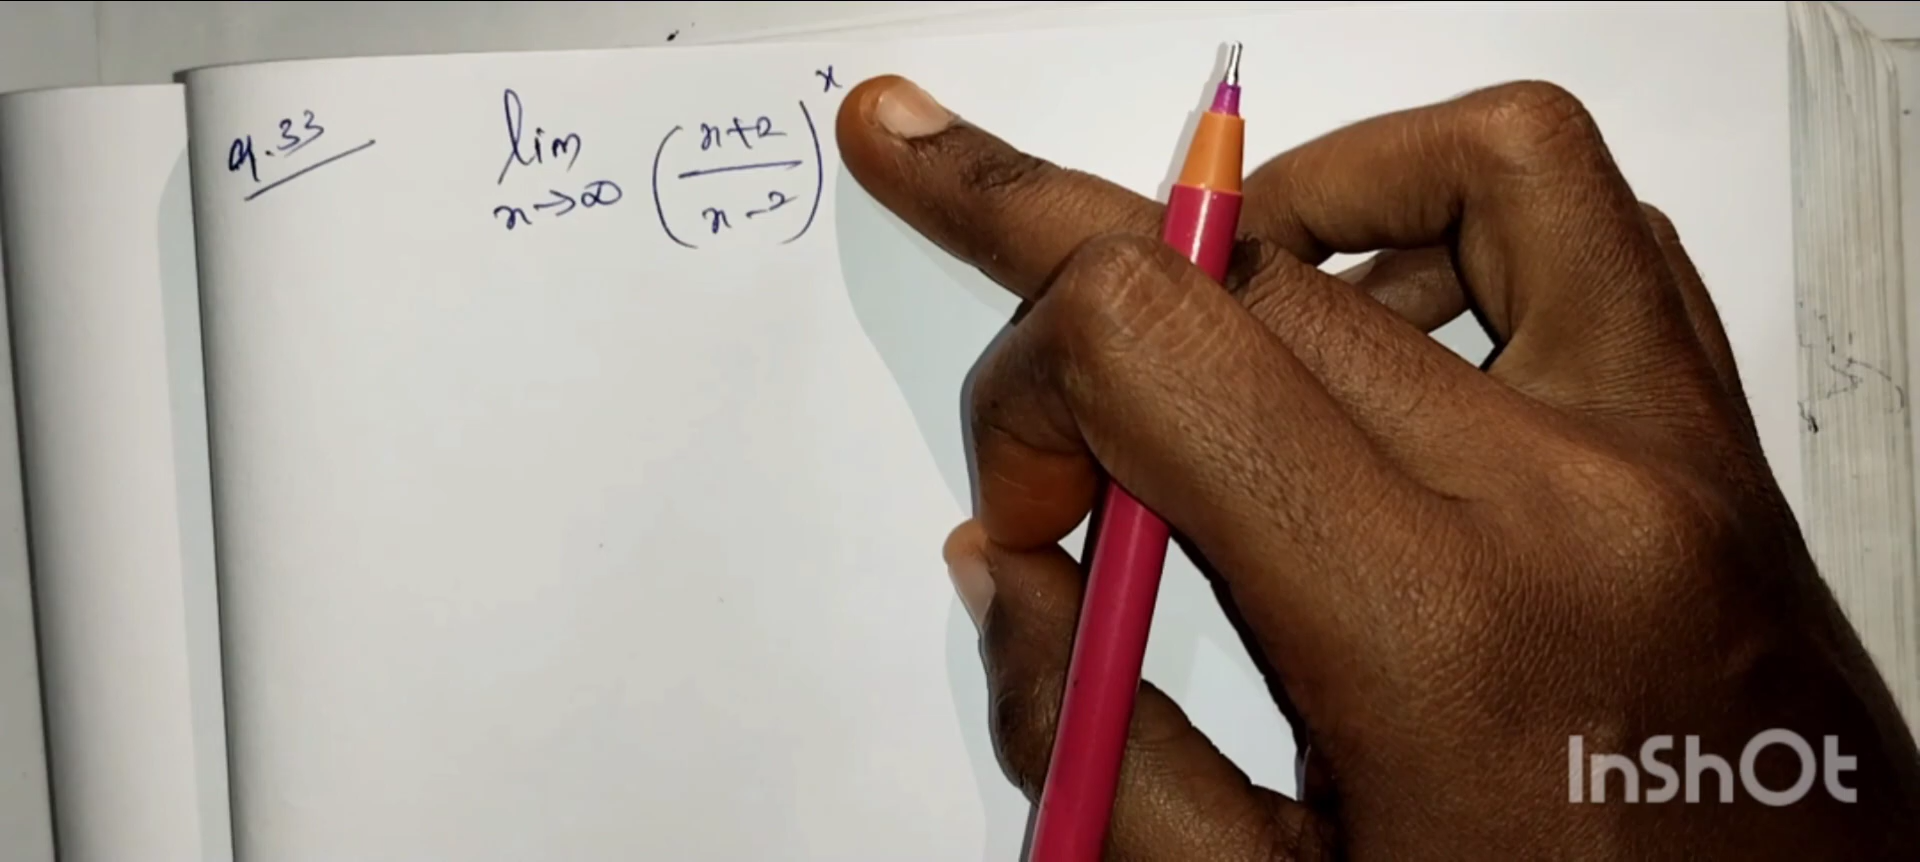 Q.33 lim x→∞ (x+2 / x-2)^x
InShOt